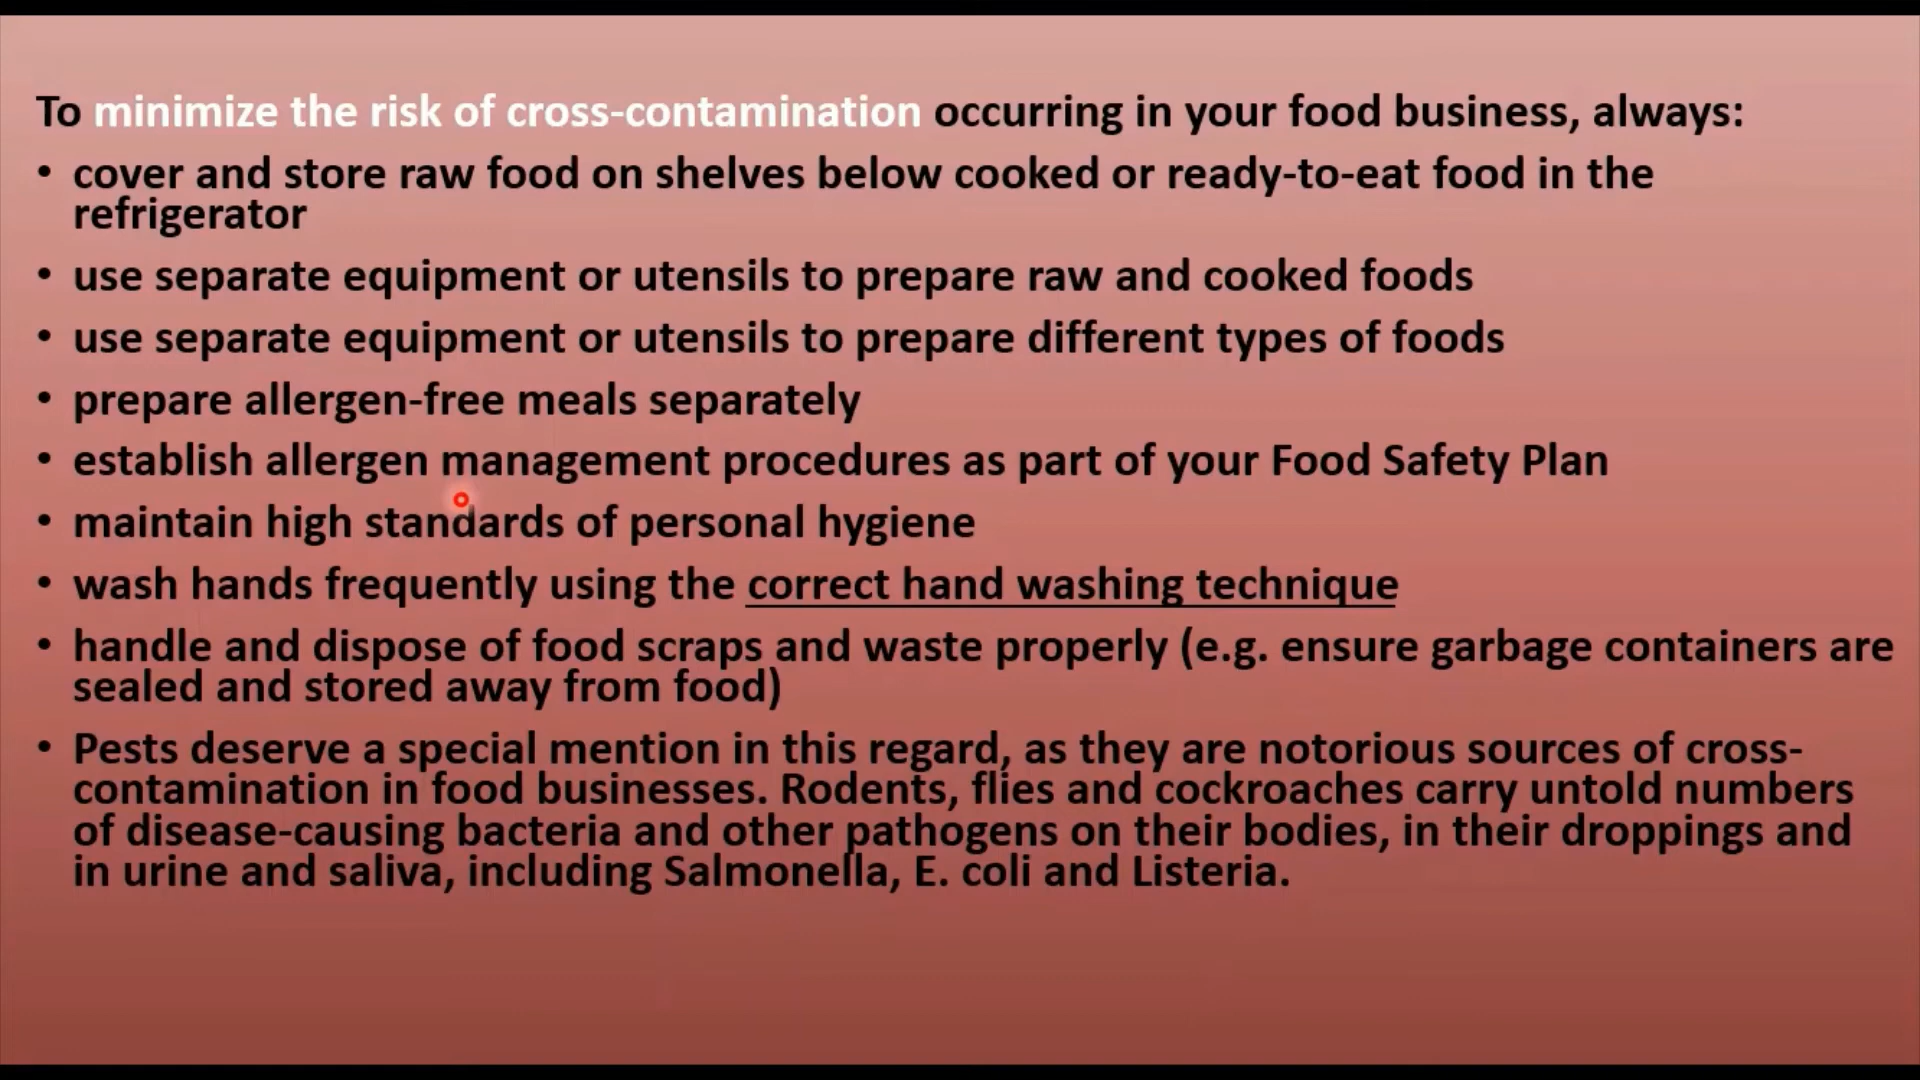 To minimize the risk of cross-contamination occurring in your food business, always:
• cover and store raw food on shelves below cooked or ready-to-eat food in the
refrigerator
• use separate equipment or utensils to prepare raw and cooked foods
• use separate equipment or utensils to prepare different types of foods
• prepare allergen-free meals separately
• establish allergen management procedures as part of your Food Safety Plan
• maintain high standards of personal hygiene
• wash hands frequently using the correct hand washing technique
• handle and dispose of food scraps and waste properly (e.g. ensure garbage containers are
sealed and stored away from food)
• Pests deserve a special mention in this regard, as they are notorious sources of cross-
contamination in food businesses. Rodents, flies and cockroaches carry untold numbers
of disease-causing bacteria and other pathogens on their bodies, in their droppings and
in urine and saliva, including Salmonella, E. coli and Listeria.